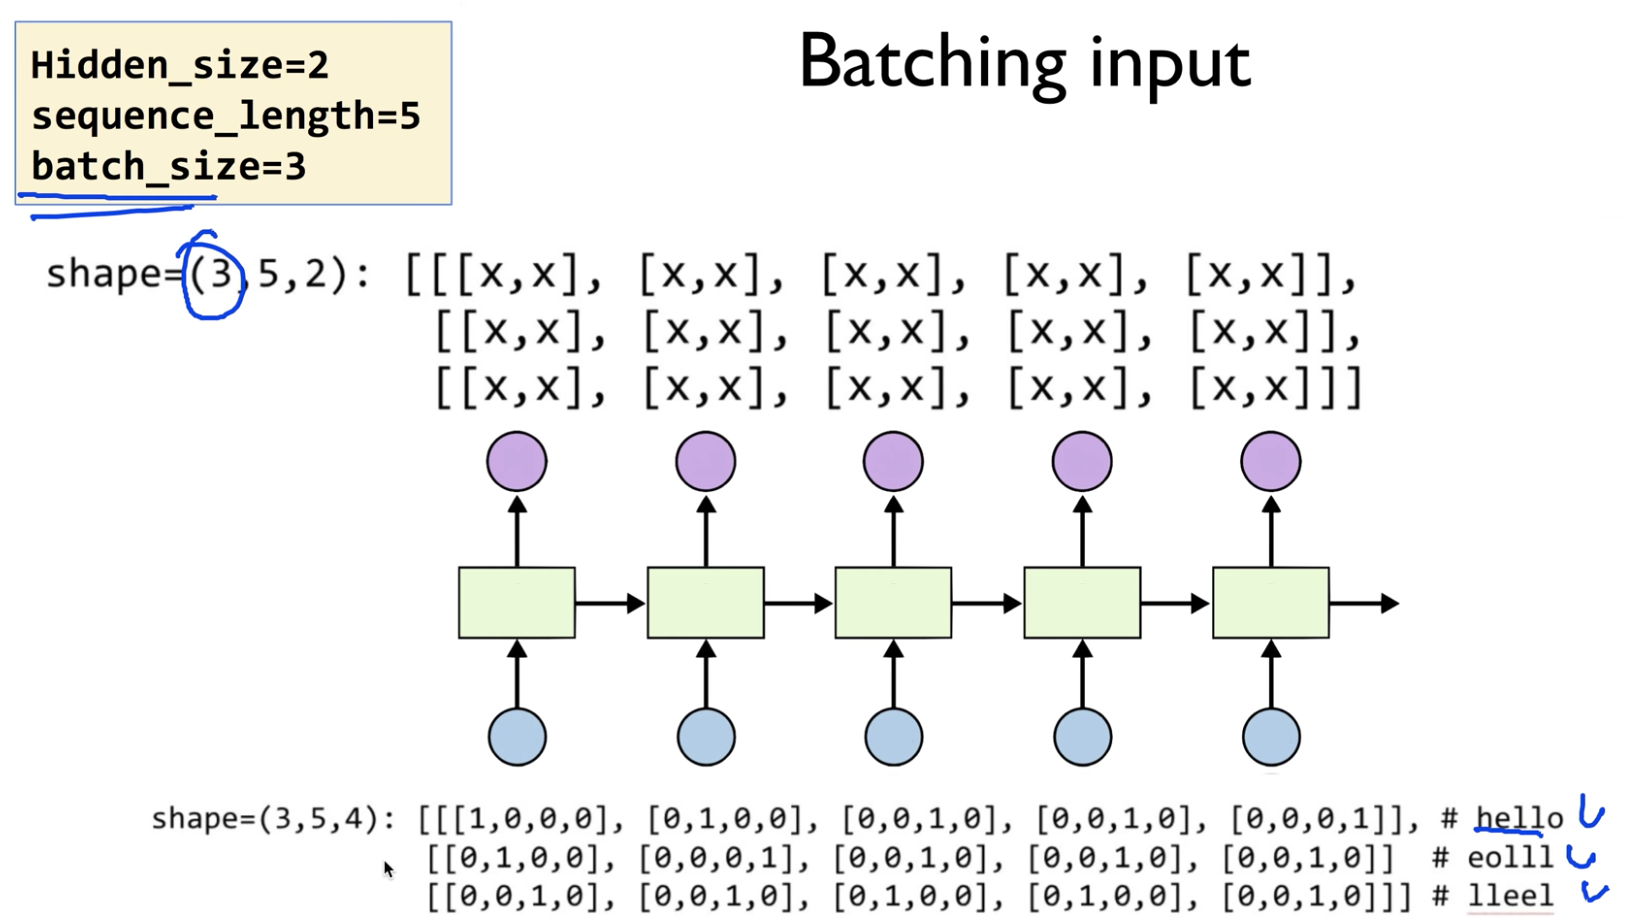 Batching input
Hidden_size=2
sequence_length=5
batch_size=3
shape=(3,5,2): [[[x,x], [x,x], [x,x], [x,x], [x,x]],
[[x,x], [x,x], [x,x], [x,x], [x,x]],
[[x,x], [x,x], [x,x], [x,x], [x,x]]]
shape=(3,5,4): [[[1,0,0,0], [0,1,0,0], [0,0,1,0], [0,0,1,0], [0,0,0,1]], # hello
[[0,1,0,0], [0,0,0,1], [0,0,1,0], [0,0,1,0], [0,0,1,0]] # eolll
[[0,0,1,0], [0,0,1,0], [0,1,0,0], [0,1,0,0], [0,0,1,0]]] # lleel